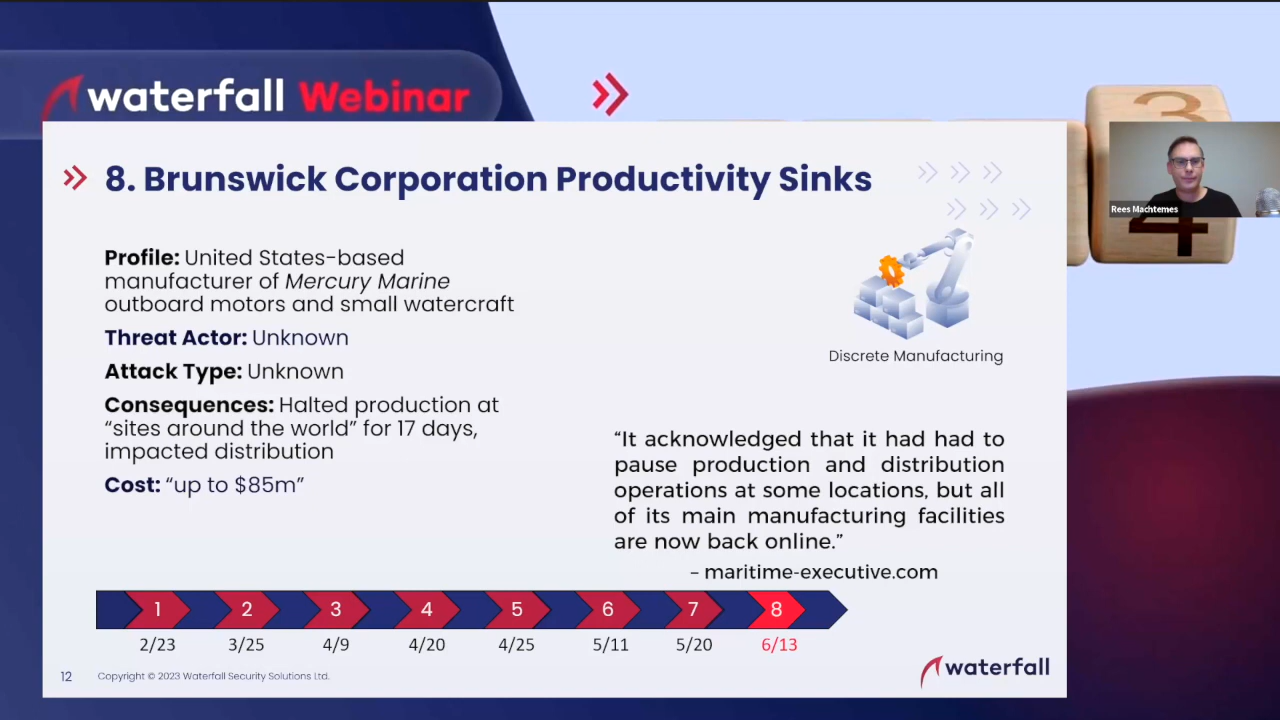 waterfall Webinar
3
4
Rees Machtemes
8. Brunswick Corporation Productivity Sinks
Profile: United States-based
manufacturer of Mercury Marine
outboard motors and small watercraft
Threat Actor: Unknown
Attack Type: Unknown
Consequences: Halted production at
“sites around the world” for 17 days,
impacted distribution
Cost: “up to $85m”
Discrete Manufacturing
“It acknowledged that it had had to
pause production and distribution
operations at some locations, but all
of its main manufacturing facilities
are now back online.”
– maritime-executive.com
1 2 3 4 5 6 7 8
2/23 3/25 4/9 4/20 4/25 5/11 5/20 6/13
12 Copyright © 2023 Waterfall Security Solutions Ltd.
waterfall